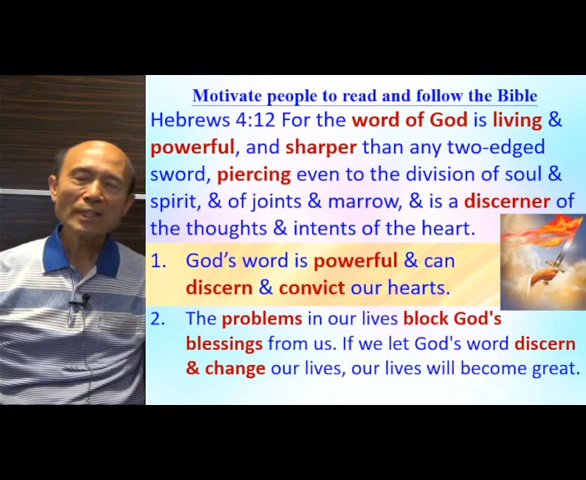 Motivate people to read and follow the Bible
Hebrews 4:12 For the word of God is living &
powerful, and sharper than any two-edged
sword, piercing even to the division of soul &
spirit, & of joints & marrow, & is a discerner of
the thoughts & intents of the heart.
1. God's word is powerful & can
discern & convict our hearts.
2. The problems in our lives block God's
blessings from us. If we let God's word discern
& change our lives, our lives will become great.